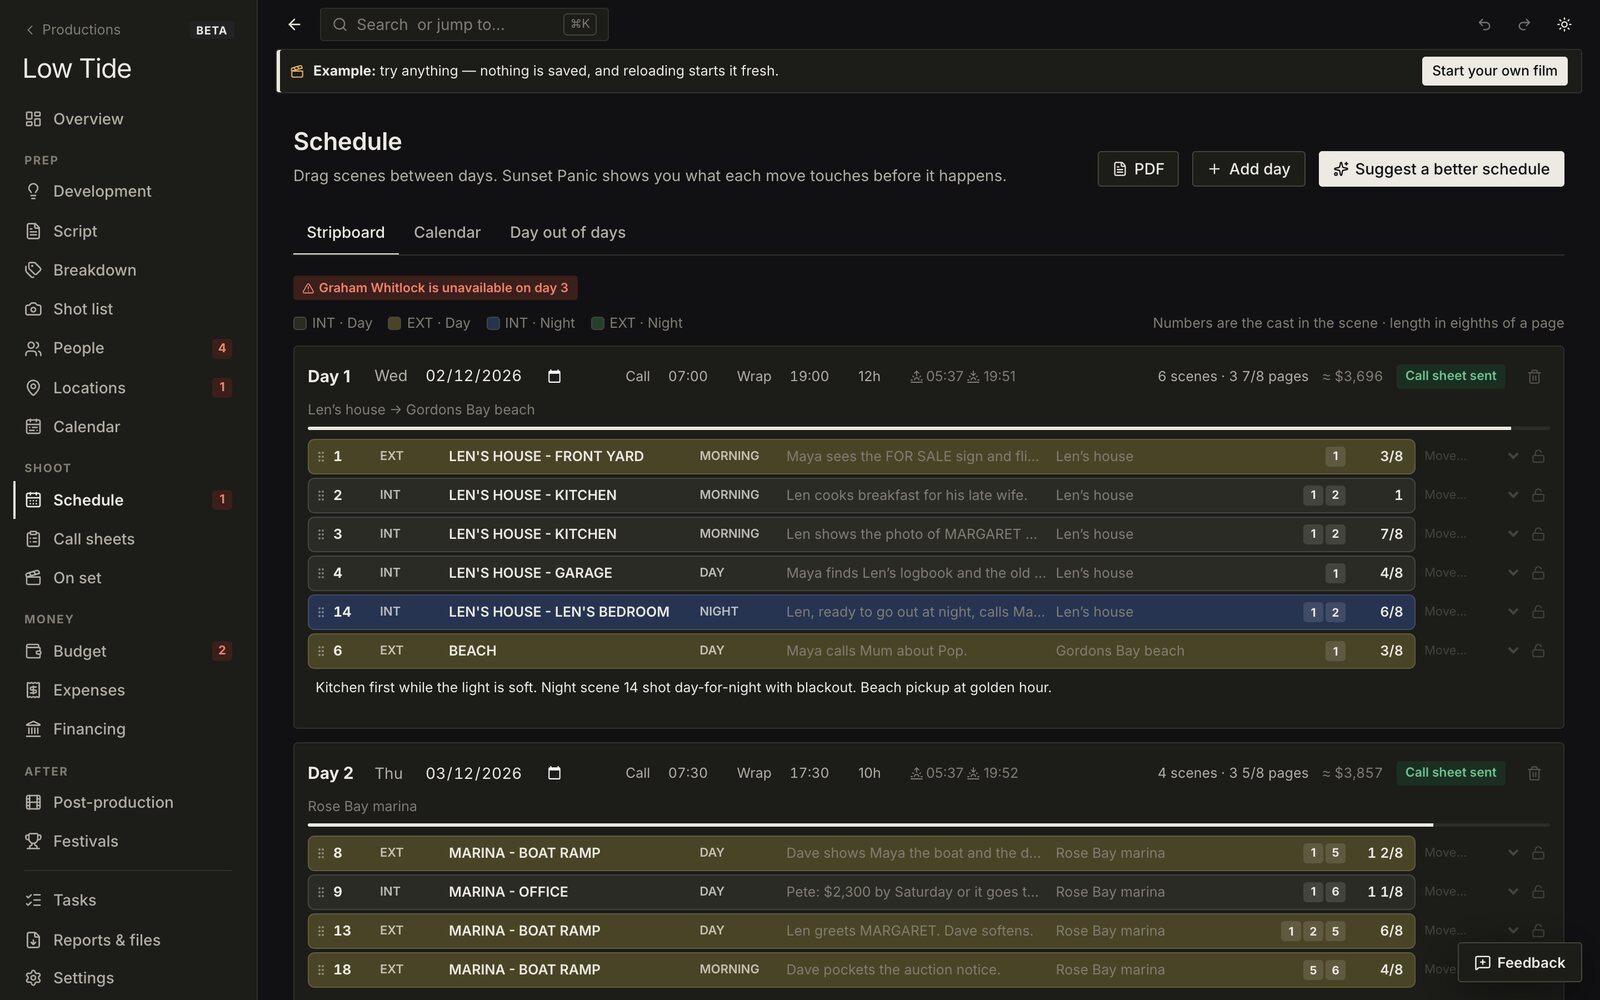 Productions
BETA
Low Tide
Overview
PREP
Development
Script
Breakdown
Shot list
People 4
Locations 1
Calendar
SHOOT
Schedule 1
Call sheets
On set
MONEY
Budget 2
Expenses
Financing
AFTER
Post-production
Festivals
Tasks
Reports & files
Settings
Search or jump to... ⌘K
Example: try anything — nothing is saved, and reloading starts it fresh.
Start your own film
Schedule
Drag scenes between days. Sunset Panic shows you what each move touches before it happens.
PDF
+ Add day
Suggest a better schedule
Stripboard Calendar Day out of days
Graham Whitlock is unavailable on day 3
INT · Day EXT · Day INT · Night EXT · Night
Numbers are the cast in the scene · length in eighths of a page
Day 1 Wed 02/12/2026 Call 07:00 Wrap 19:00 12h 05:37 19:51 6 scenes · 3 7/8 pages ≈ $3,696 Call sheet sent
Len's house → Gordons Bay beach
1 EXT LEN'S HOUSE - FRONT YARD MORNING Maya sees the FOR SALE sign and fli... Len's house 1 3/8 Move...
2 INT LEN'S HOUSE - KITCHEN MORNING Len cooks breakfast for his late wife. Len's house 1 2 1 Move...
3 INT LEN'S HOUSE - KITCHEN MORNING Len shows the photo of MARGARET ... Len's house 1 2 7/8 Move...
4 INT LEN'S HOUSE - GARAGE DAY Maya finds Len's logbook and the old ... Len's house 1 4/8 Move...
14 INT LEN'S HOUSE - LEN'S BEDROOM NIGHT Len, ready to go out at night, calls Ma... Len's house 1 2 6/8 Move...
6 EXT BEACH DAY Maya calls Mum about Pop. Gordons Bay beach 1 3/8 Move...
Kitchen first while the light is soft. Night scene 14 shot day-for-night with blackout. Beach pickup at golden hour.
Day 2 Thu 03/12/2026 Call 07:30 Wrap 17:30 10h 05:37 19:52 4 scenes · 3 5/8 pages ≈ $3,857 Call sheet sent
Rose Bay marina
8 EXT MARINA - BOAT RAMP DAY Dave shows Maya the boat and the d... Rose Bay marina 1 5 1 2/8 Move...
9 INT MARINA - OFFICE DAY Pete: $2,300 by Saturday or it goes t... Rose Bay marina 1 6 1 1/8 Move...
13 EXT MARINA - BOAT RAMP DAY Len greets MARGARET. Dave softens. Rose Bay marina 1 2 5 6/8 Move...
18 EXT MARINA - BOAT RAMP MORNING Dave pockets the auction notice. Rose Bay marina 5 6 4/8 Move
Feedback